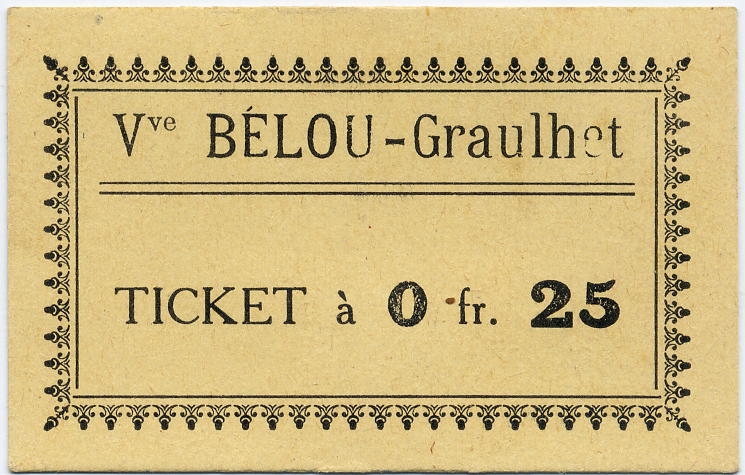 Vve BÉLOU-Graulhet
TICKET à 0 fr. 25